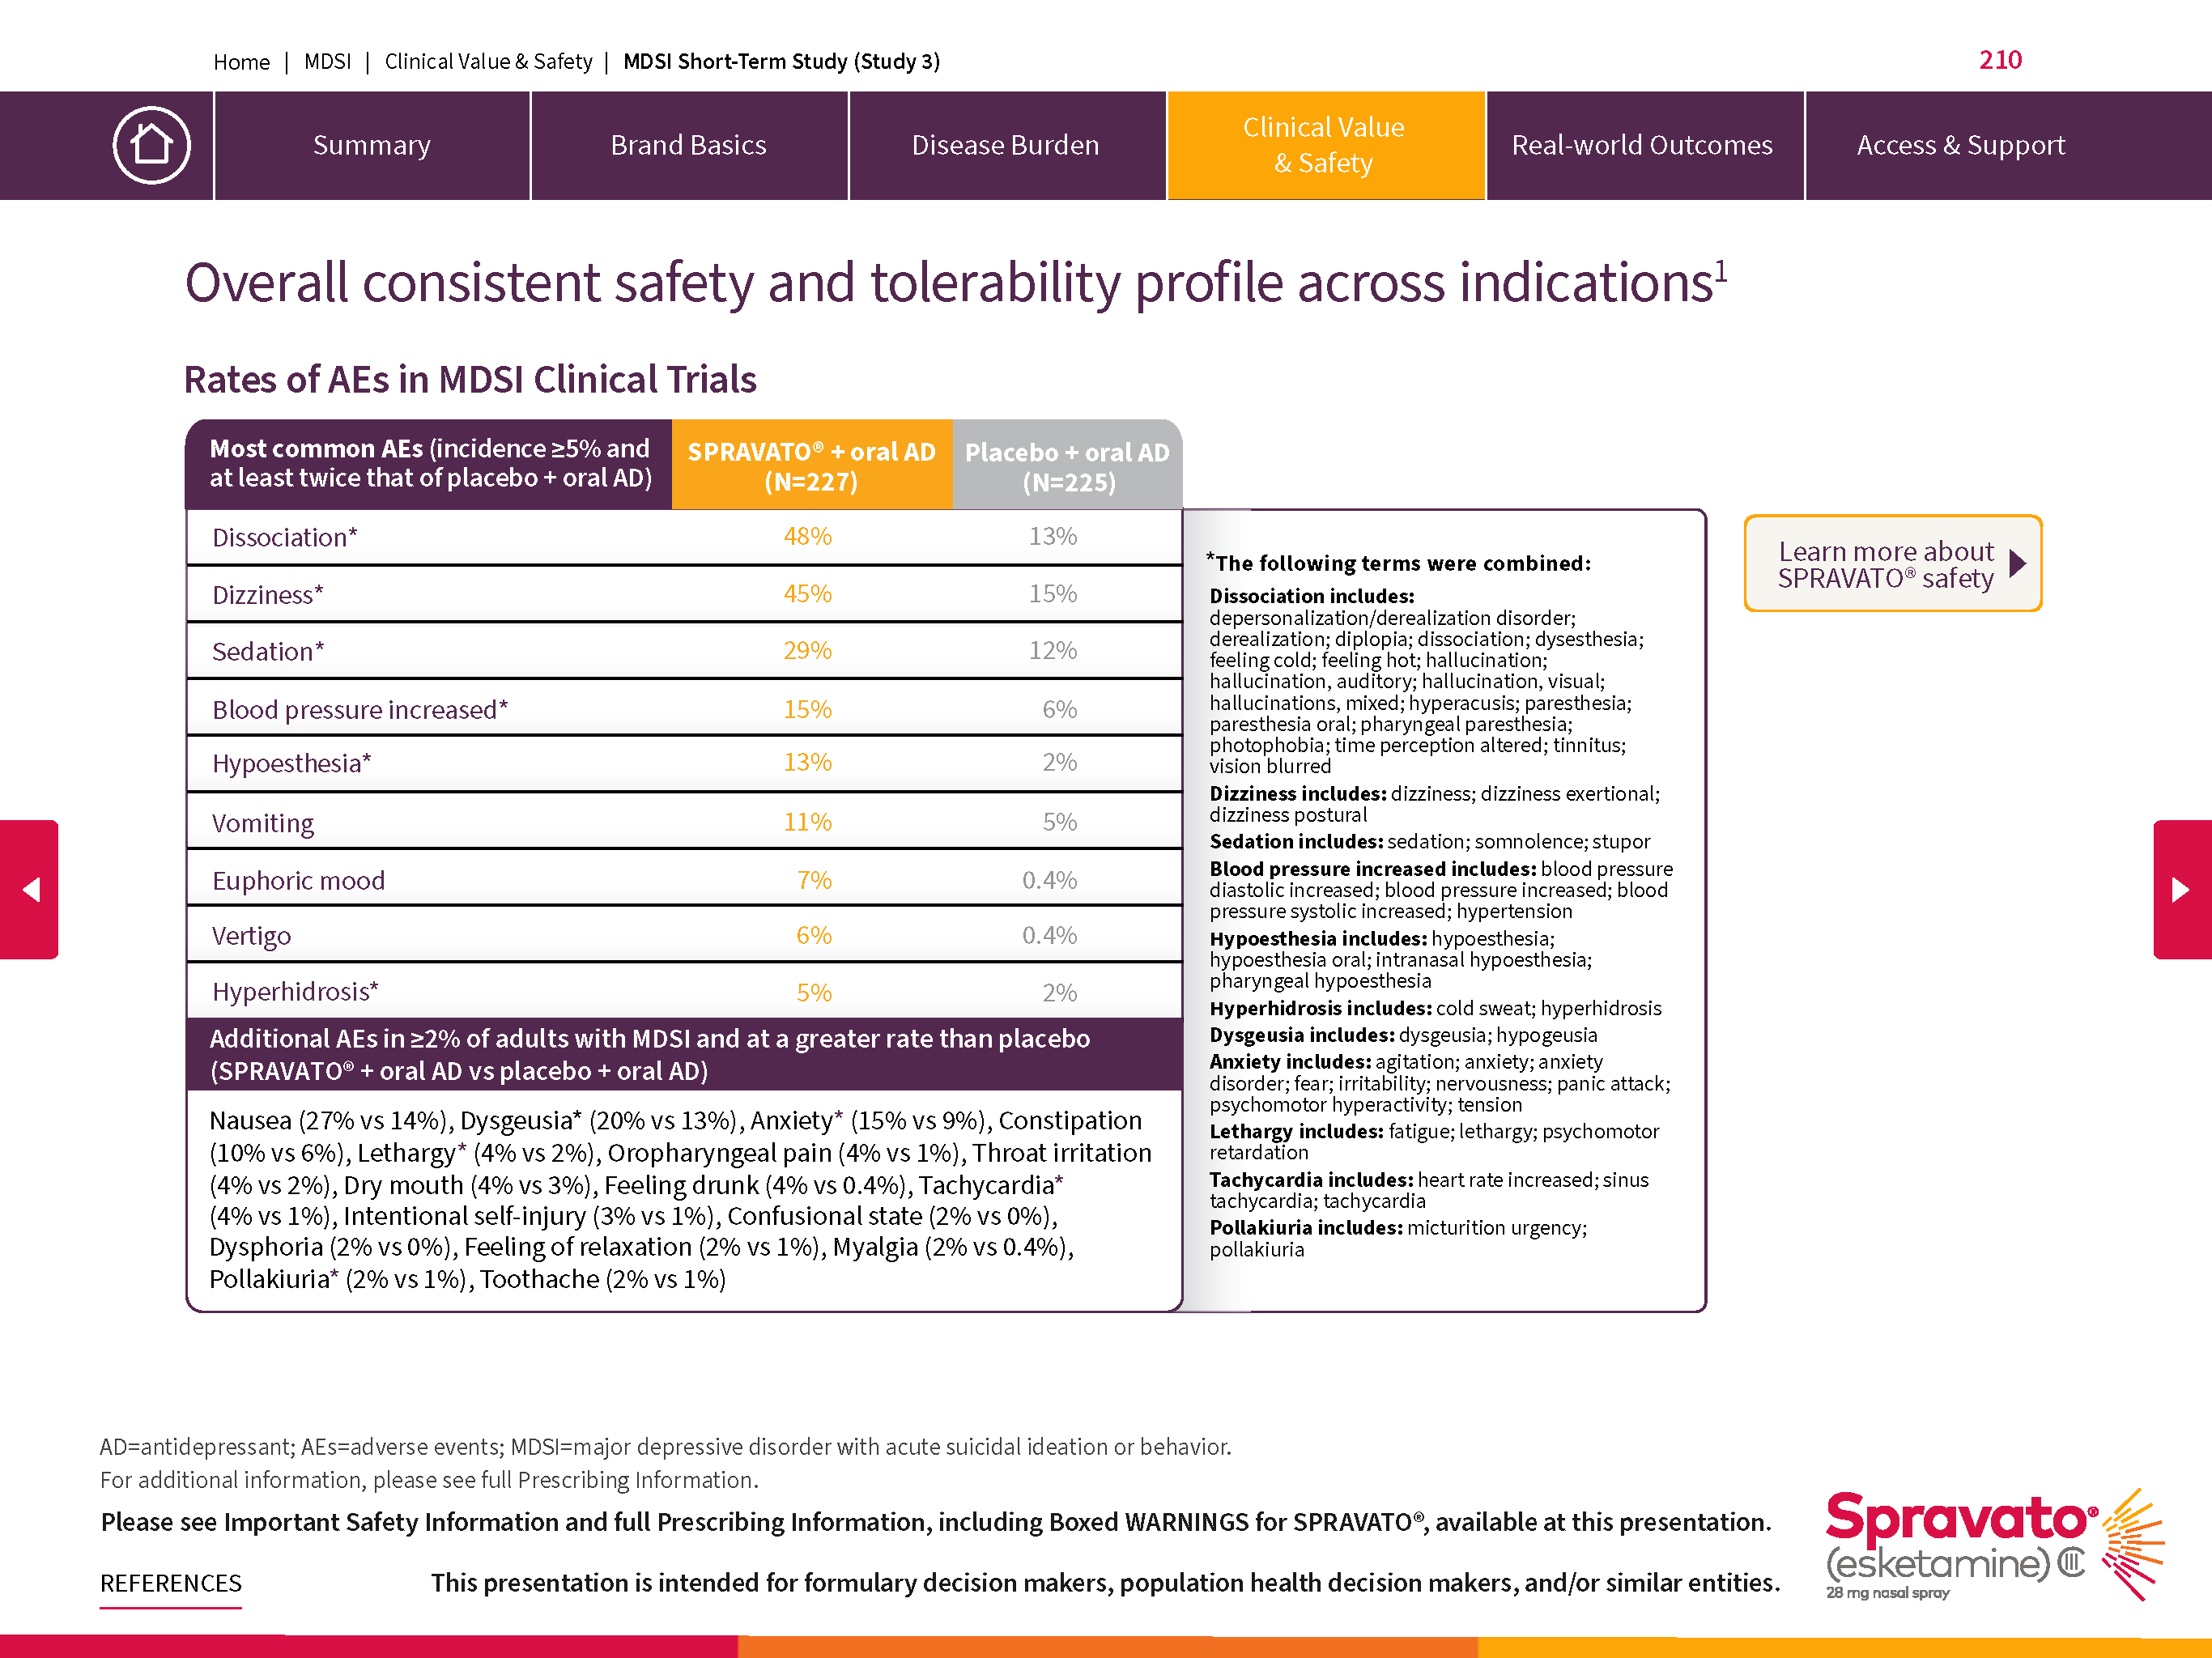 Home | MDSI | Clinical Value & Safety | MDSI Short-Term Study (Study 3)
210
Summary
Brand Basics
Disease Burden
Clinical Value
& Safety
Real-world Outcomes
Access & Support
Overall consistent safety and tolerability profile across indications¹
Rates of AEs in MDSI Clinical Trials
Most common AEs (incidence ≥5% and
at least twice that of placebo + oral AD)
SPRAVATO® + oral AD
(N=227)
Placebo + oral AD
(N=225)
Dissociation* 48% 13%
Dizziness* 45% 15%
Sedation* 29% 12%
Blood pressure increased* 15% 6%
Hypoesthesia* 13% 2%
Vomiting 11% 5%
Euphoric mood 7% 0.4%
Vertigo 6% 0.4%
Hyperhidrosis* 5% 2%
Additional AEs in ≥2% of adults with MDSI and at a greater rate than placebo
(SPRAVATO® + oral AD vs placebo + oral AD)
Nausea (27% vs 14%), Dysgeusia* (20% vs 13%), Anxiety* (15% vs 9%), Constipation
(10% vs 6%), Lethargy* (4% vs 2%), Oropharyngeal pain (4% vs 1%), Throat irritation
(4% vs 2%), Dry mouth (4% vs 3%), Feeling drunk (4% vs 0.4%), Tachycardia*
(4% vs 1%), Intentional self-injury (3% vs 1%), Confusional state (2% vs 0%),
Dysphoria (2% vs 0%), Feeling of relaxation (2% vs 1%), Myalgia (2% vs 0.4%),
Pollakiuria* (2% vs 1%), Toothache (2% vs 1%)
*The following terms were combined:
Dissociation includes:
depersonalization/derealization disorder;
derealization; diplopia; dissociation; dysesthesia;
feeling cold; feeling hot; hallucination;
hallucination, auditory; hallucination, visual;
hallucinations, mixed; hyperacusis; paresthesia;
paresthesia oral; pharyngeal paresthesia;
photophobia; time perception altered; tinnitus;
vision blurred
Dizziness includes: dizziness; dizziness exertional;
dizziness postural
Sedation includes: sedation; somnolence; stupor
Blood pressure increased includes: blood pressure
diastolic increased; blood pressure increased; blood
pressure systolic increased; hypertension
Hypoesthesia includes: hypoesthesia;
hypoesthesia oral; intranasal hypoesthesia;
pharyngeal hypoesthesia
Hyperhidrosis includes: cold sweat; hyperhidrosis
Dysgeusia includes: dysgeusia; hypogeusia
Anxiety includes: agitation; anxiety; anxiety
disorder; fear; irritability; nervousness; panic attack;
psychomotor hyperactivity; tension
Lethargy includes: fatigue; lethargy; psychomotor
retardation
Tachycardia includes: heart rate increased; sinus
tachycardia; tachycardia
Pollakiuria includes: micturition urgency;
pollakiuria
Learn more about
SPRAVATO® safety
AD=antidepressant; AEs=adverse events; MDSI=major depressive disorder with acute suicidal ideation or behavior.
For additional information, please see full Prescribing Information.
Please see Important Safety Information and full Prescribing Information, including Boxed WARNINGS for SPRAVATO®, available at this presentation.
REFERENCES
This presentation is intended for formulary decision makers, population health decision makers, and/or similar entities.
Spravato®
(esketamine) CIII
28 mg nasal spray